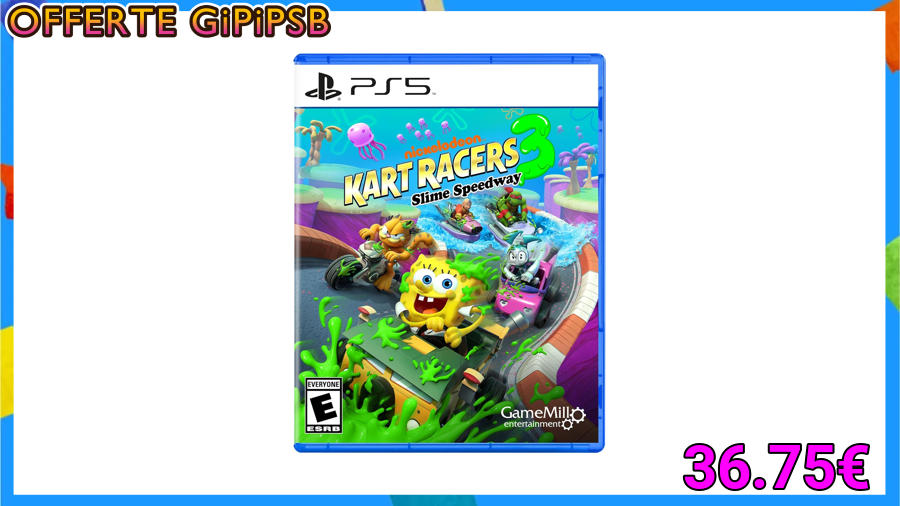 OFFERTE GiPiPSB
PS5
nickelodeon
KART RACERS 3
Slime Speedway
EVERYONE
E
ESRB
GameMill
entertainment
36.75€